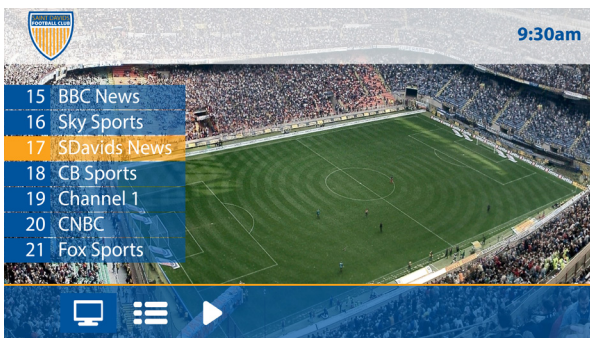 SAINT DAVIDS
FOOTBALL CLUB
9:30am
15 BBC News
16 Sky Sports
17 SDavids News
18 CB Sports
19 Channel 1
20 CNBC
21 Fox Sports